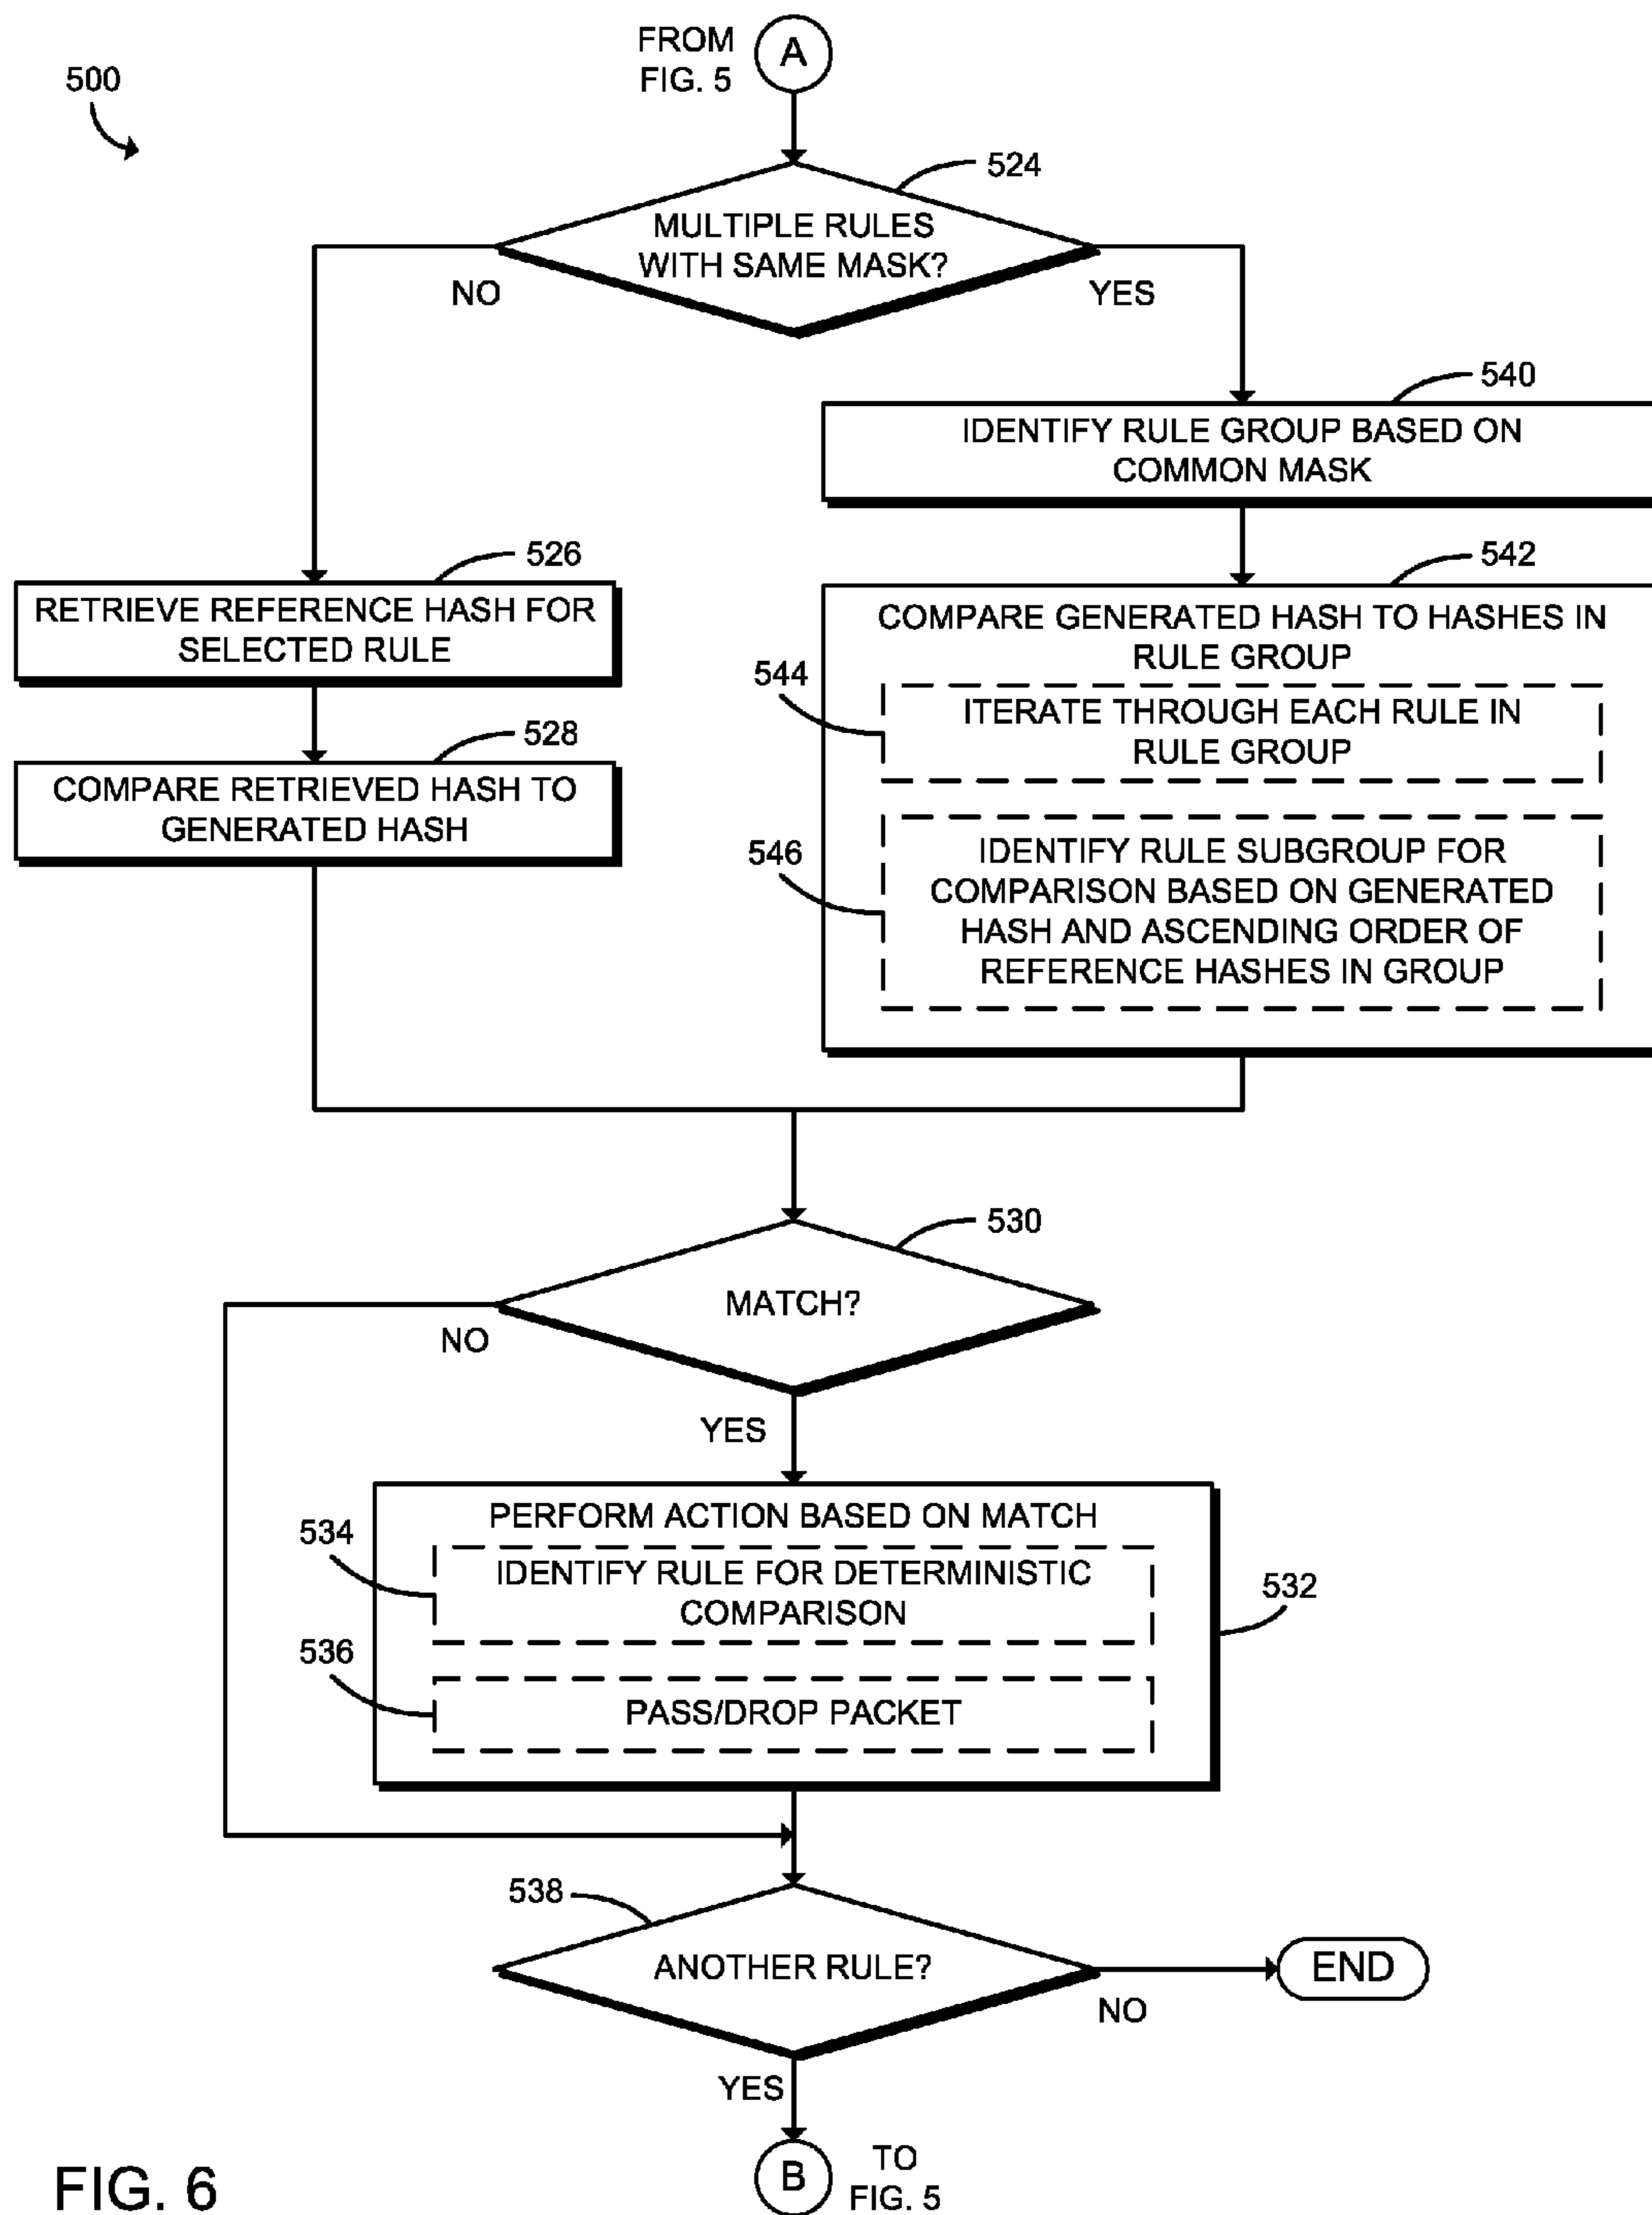 FROM
FIG. 5
A
500
524
MULTIPLE RULES
WITH SAME MASK?
NO
YES
540
IDENTIFY RULE GROUP BASED ON
COMMON MASK
526
RETRIEVE REFERENCE HASH FOR
SELECTED RULE
528
COMPARE RETRIEVED HASH TO
GENERATED HASH
542
COMPARE GENERATED HASH TO HASHES IN
RULE GROUP
544
ITERATE THROUGH EACH RULE IN
RULE GROUP
546
IDENTIFY RULE SUBGROUP FOR
COMPARISON BASED ON GENERATED
HASH AND ASCENDING ORDER OF
REFERENCE HASHES IN GROUP
530
MATCH?
NO
YES
PERFORM ACTION BASED ON MATCH
534
IDENTIFY RULE FOR DETERMINISTIC
COMPARISON
532
536
PASS/DROP PACKET
538
ANOTHER RULE?
END
NO
YES
B
TO
FIG. 5
FIG. 6